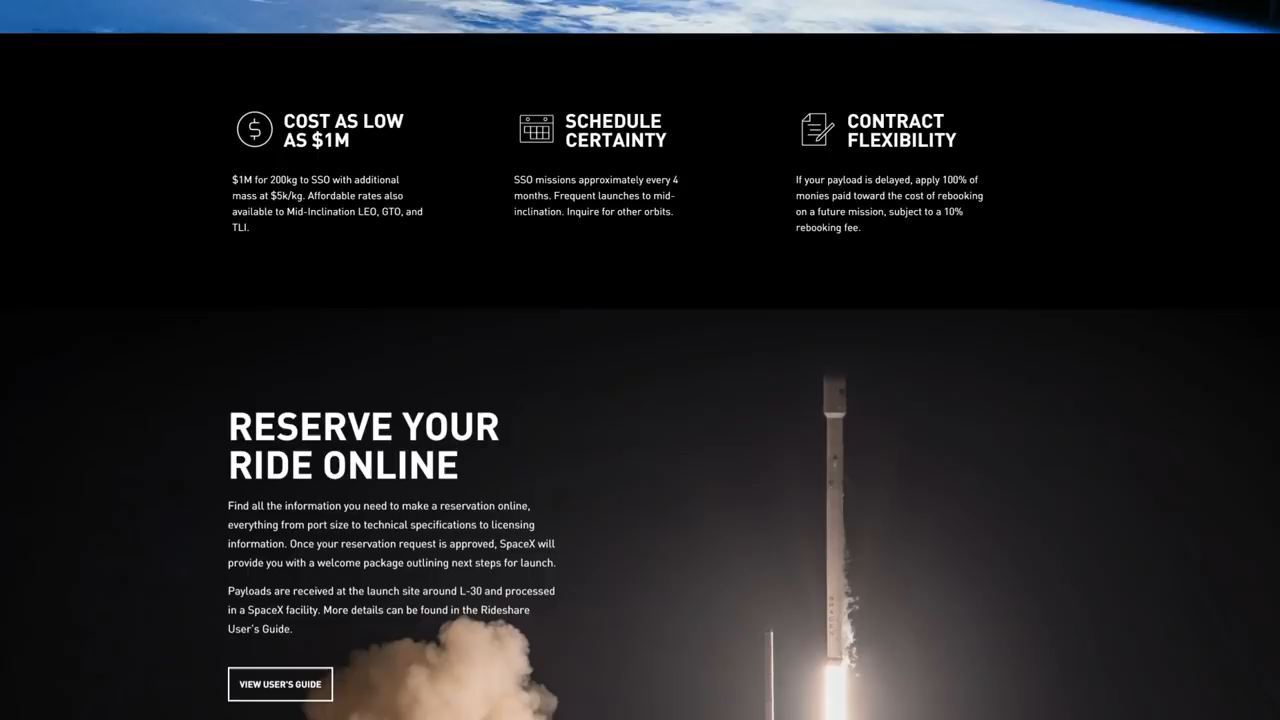 COST AS LOW
AS $1M
$1M for 200kg to SSO with additional
mass at $5k/kg. Affordable rates also
available to Mid-Inclination LEO, GTO, and
TLI.
SCHEDULE
CERTAINTY
SSO missions approximately every 4
months. Frequent launches to mid-
inclination. Inquire for other orbits.
CONTRACT
FLEXIBILITY
If your payload is delayed, apply 100% of
monies paid toward the cost of rebooking
on a future mission, subject to a 10%
rebooking fee.
RESERVE YOUR
RIDE ONLINE
Find all the information you need to make a reservation online,
everything from port size to technical specifications to licensing
information. Once your reservation request is approved, SpaceX will
provide you with a welcome package outlining next steps for launch.
Payloads are received at the launch site around L-30 and processed
in a SpaceX facility. More details can be found in the Rideshare
User's Guide.
VIEW USER'S GUIDE